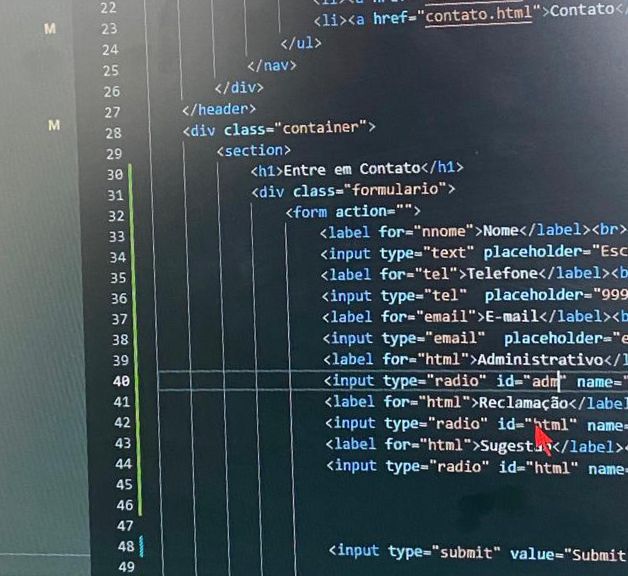 22
M 23 <li><a href="contato.html">Contato</
24 </ul>
25 </nav>
26 </div>
27 </header>
M 28 <div class="container">
29 <section>
30 <h1>Entre em Contato</h1>
31 <div class="formulario">
32 <form action="">
33 <label for="nnome">Nome</label><br>
34 <input type="text" placeholder="Esc
35 <label for="tel">Telefone</label><b
36 <input type="tel" placeholder="999
37 <label for="email">E-mail</label><b
38 <input type="email" placeholder="e
39 <label for="html">Administrativo</l
40 <input type="radio" id="adm" name="
41 <label for="html">Reclamação</label
42 <input type="radio" id="html" name=
43 <label for="html">Sugestão</label><
44 <input type="radio" id="html" name=
45
46
47
48 <input type="submit" value="Submit
49